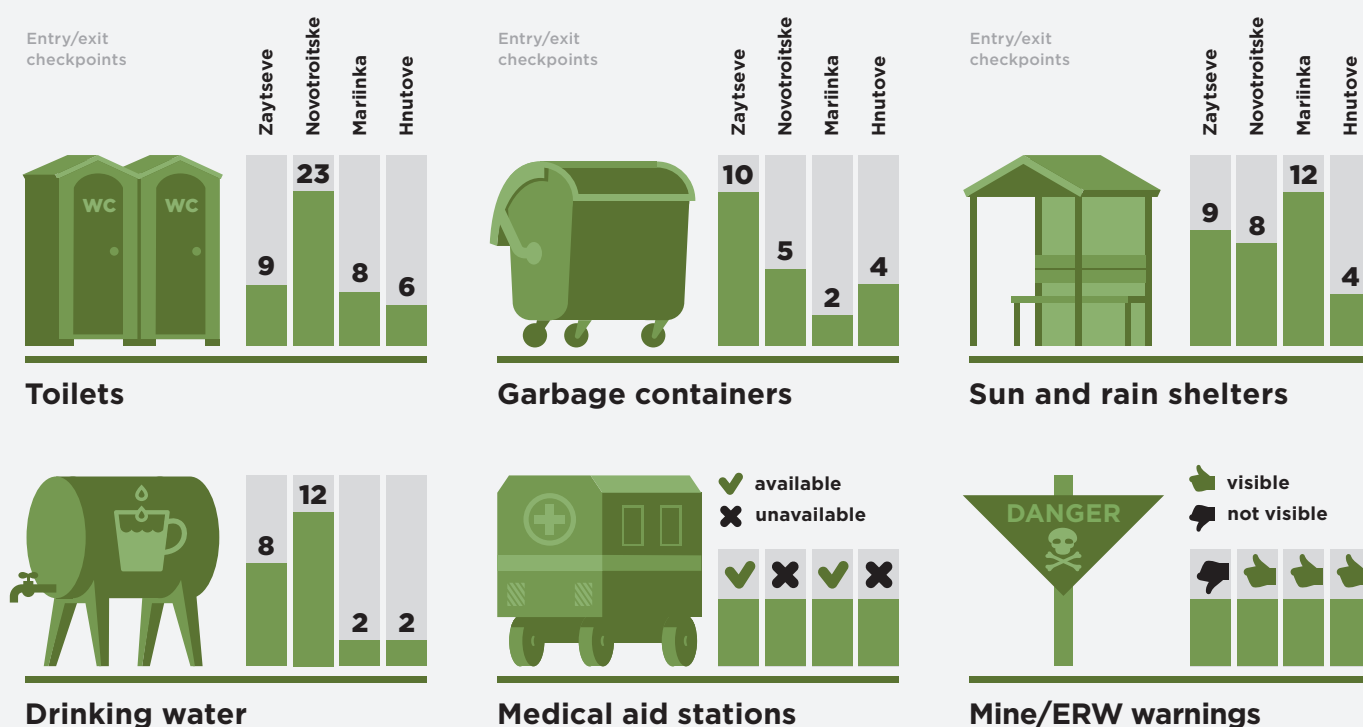 Entry/exit
checkpoints
Zaytseve
Novotroitske
Mariinka
Hnutove
WC
WC
9
23
8
6
Toilets
Entry/exit
checkpoints
Zaytseve
Novotroitske
Mariinka
Hnutove
10
5
2
4
Garbage containers
Entry/exit
checkpoints
Zaytseve
Novotroitske
Mariinka
Hnutove
9
8
12
4
Sun and rain shelters
8
12
2
2
Drinking water
available
unavailable
Medical aid stations
DANGER
visible
not visible
Mine/ERW warnings